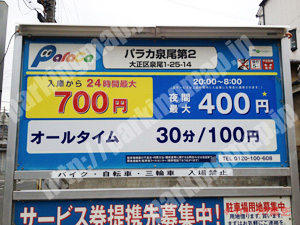 Paraca
パラカ泉尾第2
大正区泉尾1-25-14
入庫から24時間最大
700円
20:00~8:00
夜間最大
400円
オールタイム
30分/100円
TEL 0120-100-608
バイク・自転車・三輪車 入場禁止
サービス券提携先募集中!
駐車場用地募集中